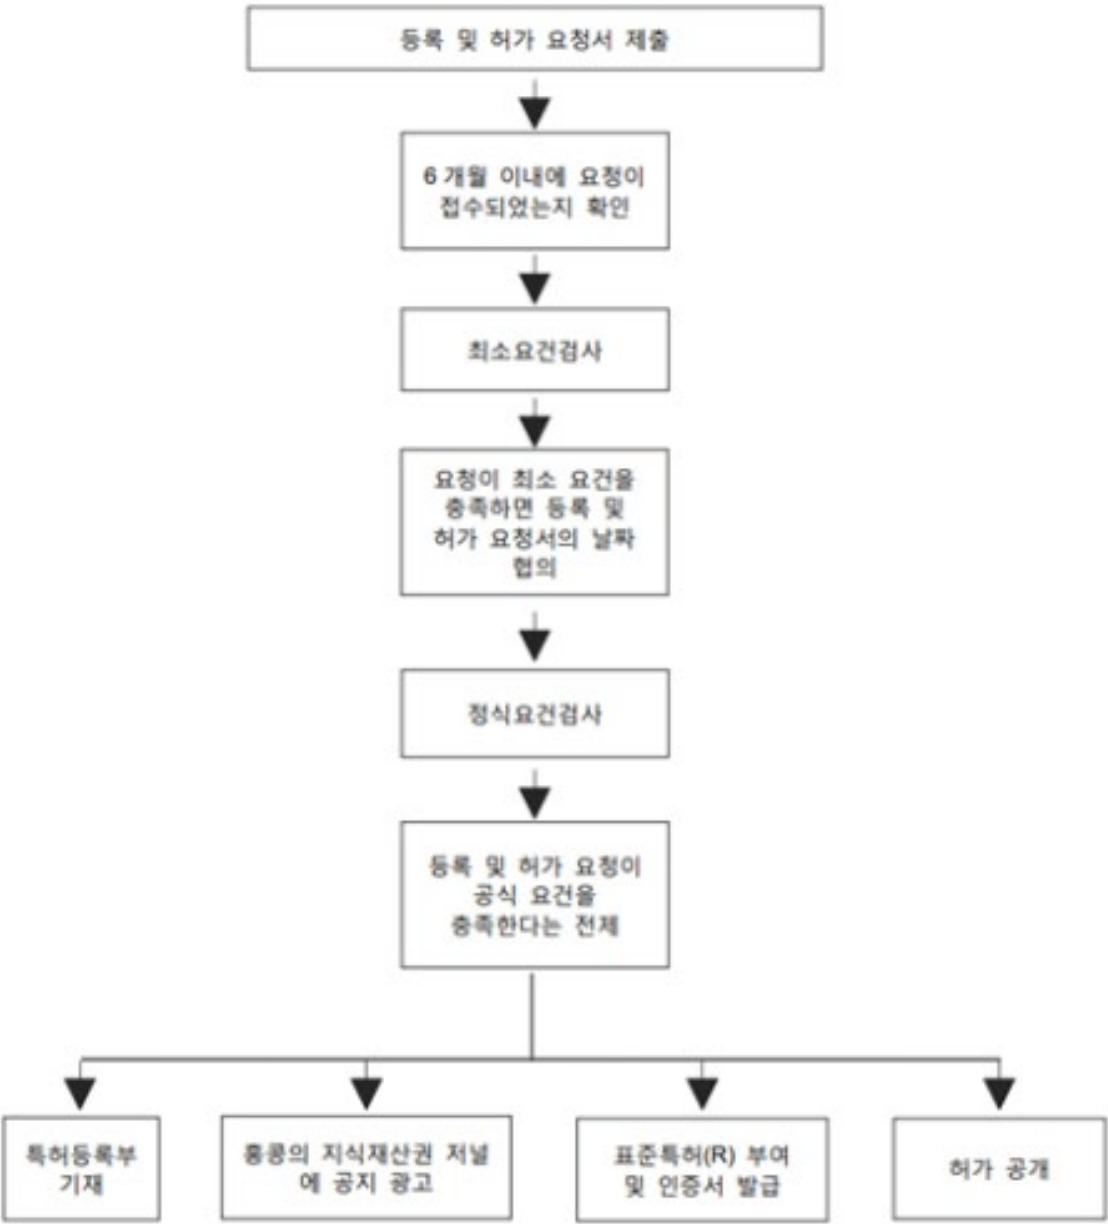 등록 및 허가 요청서 제출
6개월 이내에 요청이
접수되었는지 확인
최소요건검사
요청이 최소 요건을
충족하면 등록 및
허가 요청서의 날짜
협의
정식요건검사
등록 및 허가 요청이
공식 요건을
충족한다는 전제
특허등록부
기재
홍콩의 지식재산권 저널
에 공지 광고
표준특허(R) 부여
및 인증서 발급
허가 공개